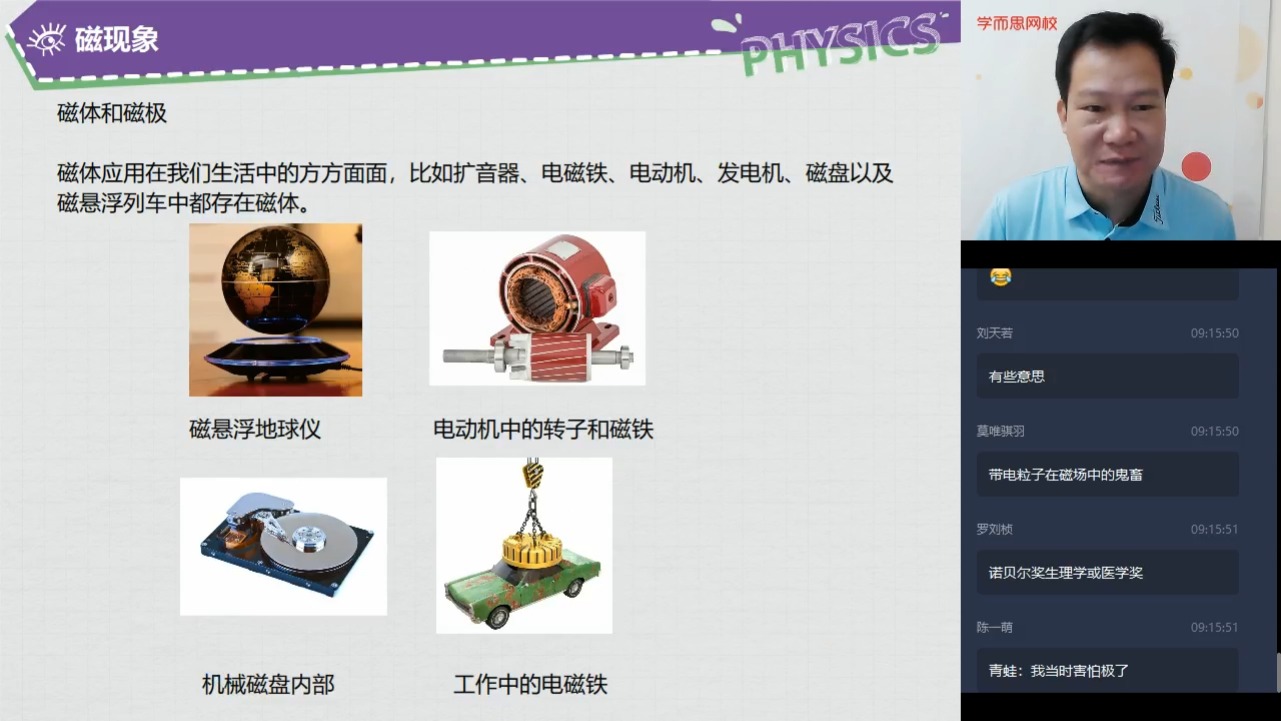 磁现象
PHYSICS
磁体和磁极
磁体应用在我们生活中的方方面面，比如扩音器、电磁铁、电动机、发电机、磁盘以及
磁悬浮列车中都存在磁体。
磁悬浮地球仪
电动机中的转子和磁铁
机械磁盘内部
工作中的电磁铁
学而思网校
Titleist
😂
刘天若 09:15:50
有些意思
莫唯骐羽 09:15:50
带电粒子在磁场中的鬼畜
罗刘桢 09:15:51
诺贝尔奖生理学或医学奖
陈一萌 09:15:51
青蛙：我当时害怕极了